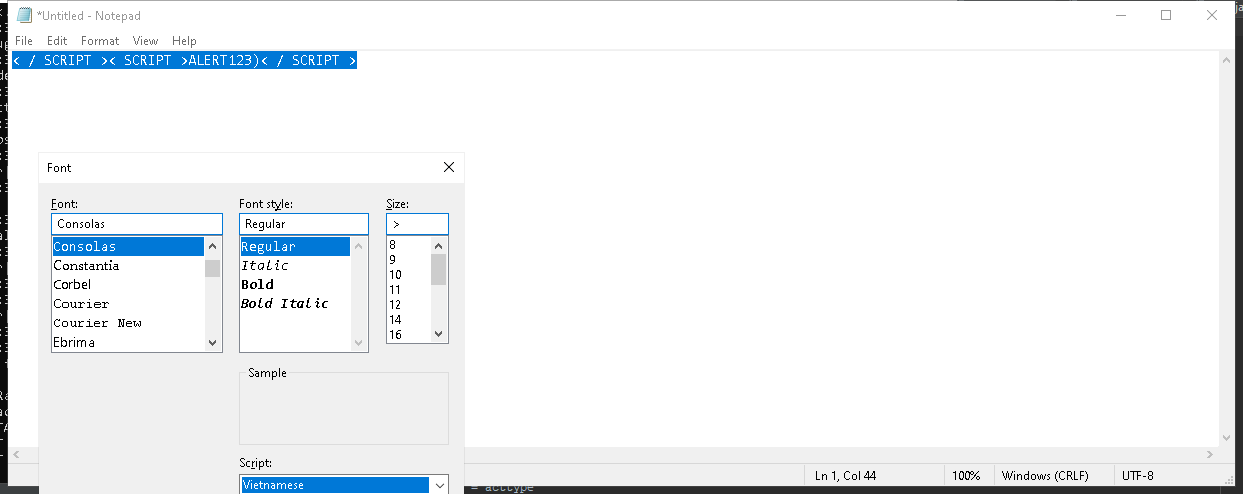 *Untitled - Notepad
File Edit Format View Help
< / SCRIPT >< SCRIPT >ALERT123)< / SCRIPT >
Font
Font: Font style: Size:
Consolas Regular >
Consolas Regular 8
Constantia Italic 9
Corbel Bold 10
Courier Bold Italic 11
Courier New 12
Ebrima 14
16
Sample
Script:
Vietnamese
Ln 1, Col 44 100% Windows (CRLF) UTF-8
= acctype